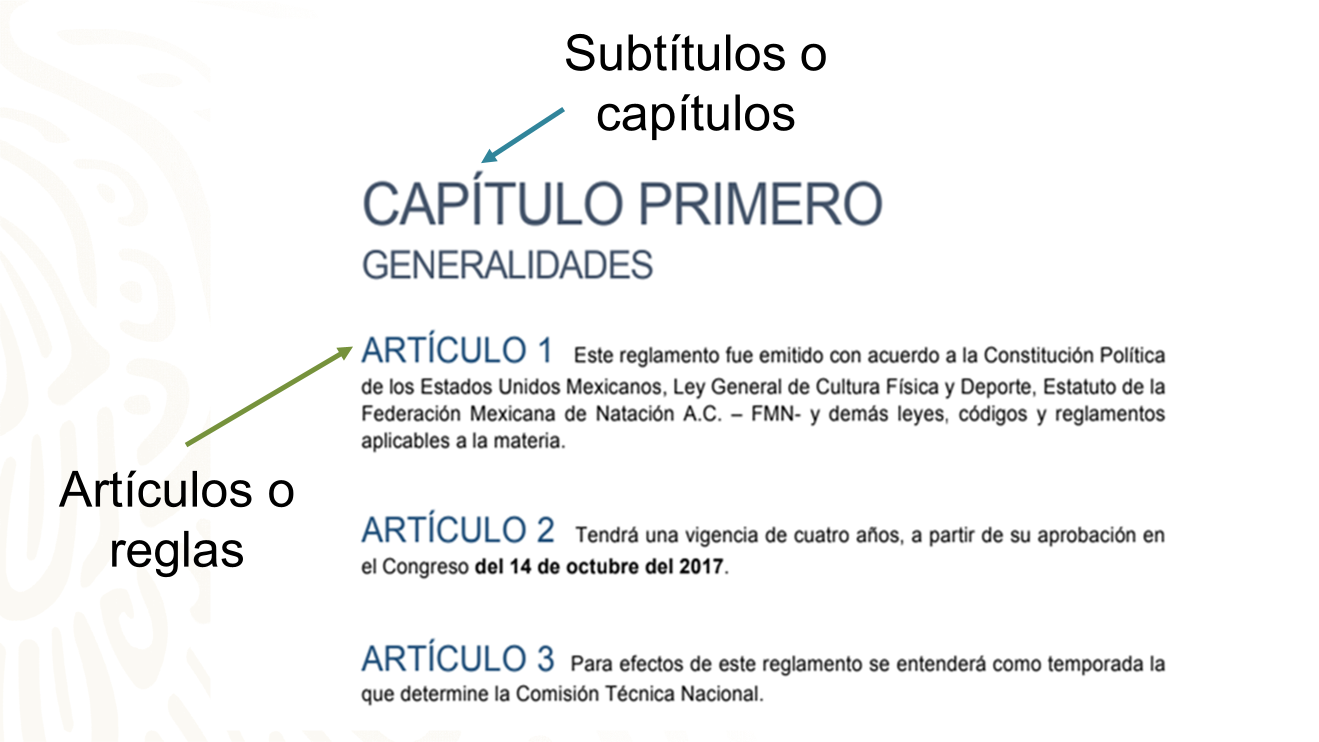 Subtítulos o
capítulos
CAPÍTULO PRIMERO
GENERALIDADES
ARTÍCULO 1 Este reglamento fue emitido con acuerdo a la Constitución Política
de los Estados Unidos Mexicanos, Ley General de Cultura Física y Deporte, Estatuto de la
Federación Mexicana de Natación A.C. – FMN- y demás leyes, códigos y reglamentos
aplicables a la materia.
Artículos o
reglas
ARTÍCULO 2 Tendrá una vigencia de cuatro años, a partir de su aprobación en
el Congreso del 14 de octubre del 2017.
ARTÍCULO 3 Para efectos de este reglamento se entenderá como temporada la
que determine la Comisión Técnica Nacional.